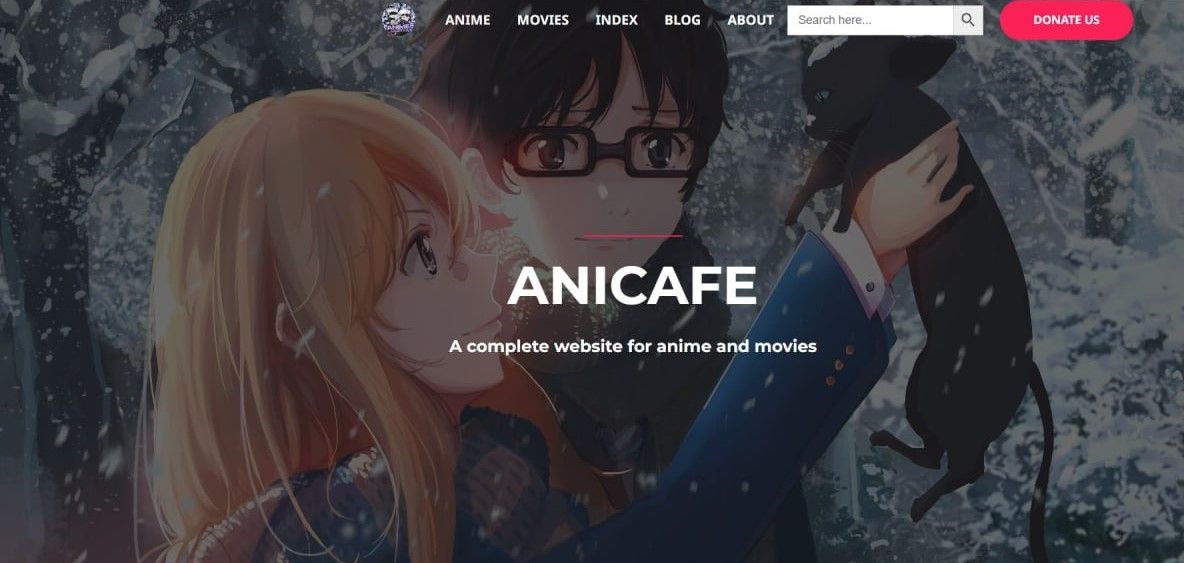 ANIME MOVIES INDEX BLOG ABOUT Search here... DONATE US
ANICAFE
A complete website for anime and movies